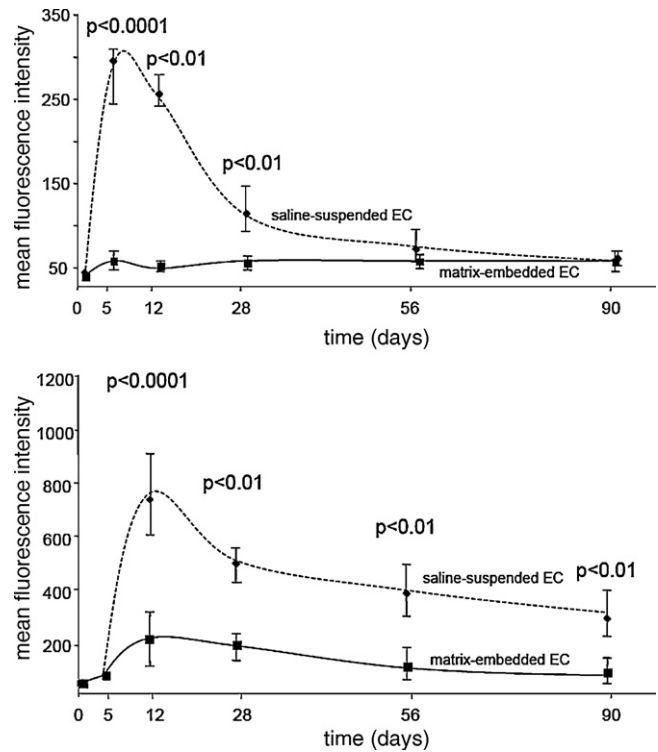 350
p<0.0001
p<0.01
250
mean fluorescence intensity
p<0.01
150
saline-suspended EC
50
matrix-embedded EC
0 5 12 28 56 90
time (days)
1200
p<0.0001
1000
mean fluorescence intensity
800
p<0.01
600
p<0.01
saline-suspended EC
p<0.01
400
200
matrix-embedded EC
0 5 12 28 56 90
time (days)